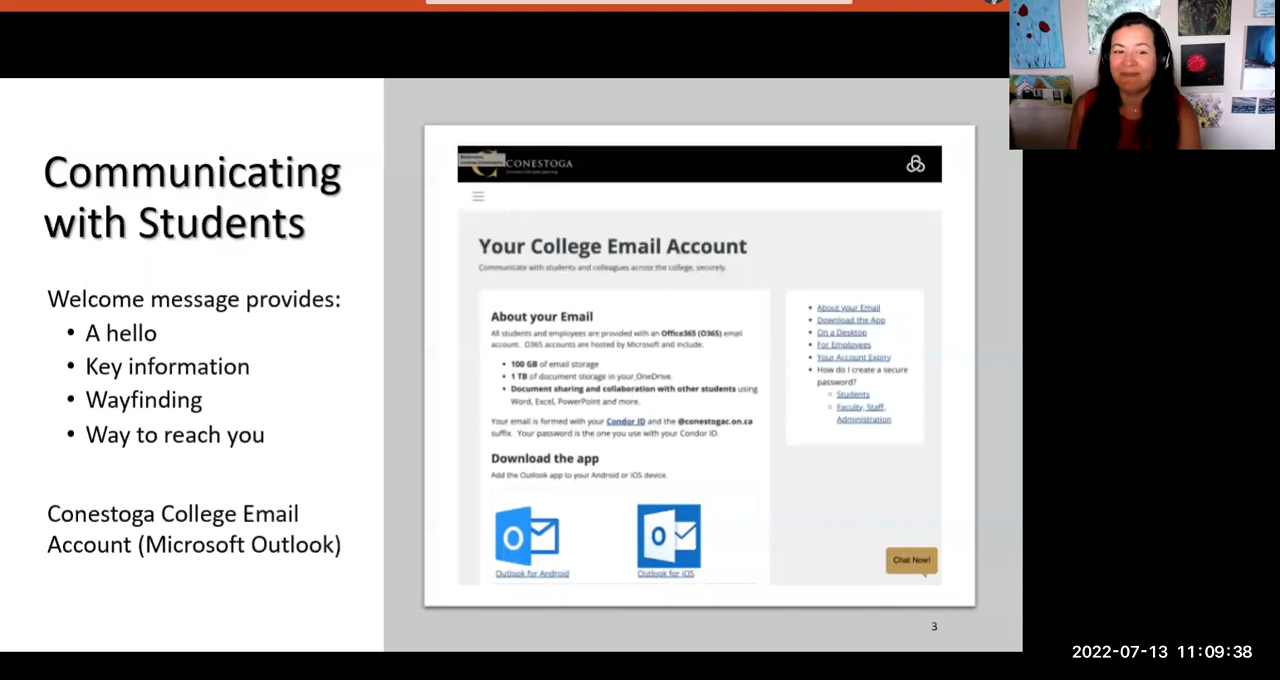 Communicating
with Students
Welcome message provides:
• A hello
• Key information
• Wayfinding
• Way to reach you
Conestoga College Email
Account (Microsoft Outlook)
CONESTOGA
Your College Email Account
Communicate with students and colleagues across the college, securely.
About your Email
All students and employees are provided with an Office365 (O365) email
account. O365 accounts are hosted by Microsoft and include:
• 100 GB of email storage
• 1 TB of document storage in your OneDrive.
• Document sharing and collaboration with other students using
Word, Excel, PowerPoint and more.
Your email is formed with your Condor ID and the @conestogac.on.ca
suffix. Your password is the one you use with your Condor ID.
Download the app
Add the Outlook app to your Android or iOS device.
Outlook for Android
Outlook for iOS
• About your Email
• Download the App
• On a Desktop
• For Employees
• Your Account Expiry
• How do I create a secure
password?
Students
Faculty, Staff,
Administration
Chat Now!
3
2022-07-13 11:09:38